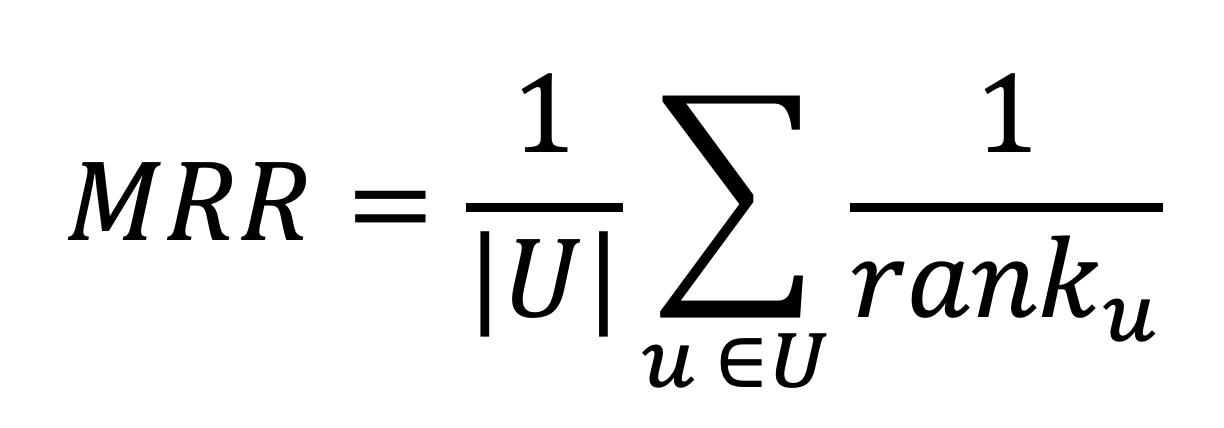 MRR = \frac{1}{|U|} \sum_{u \in U} \frac{1}{rank_u}